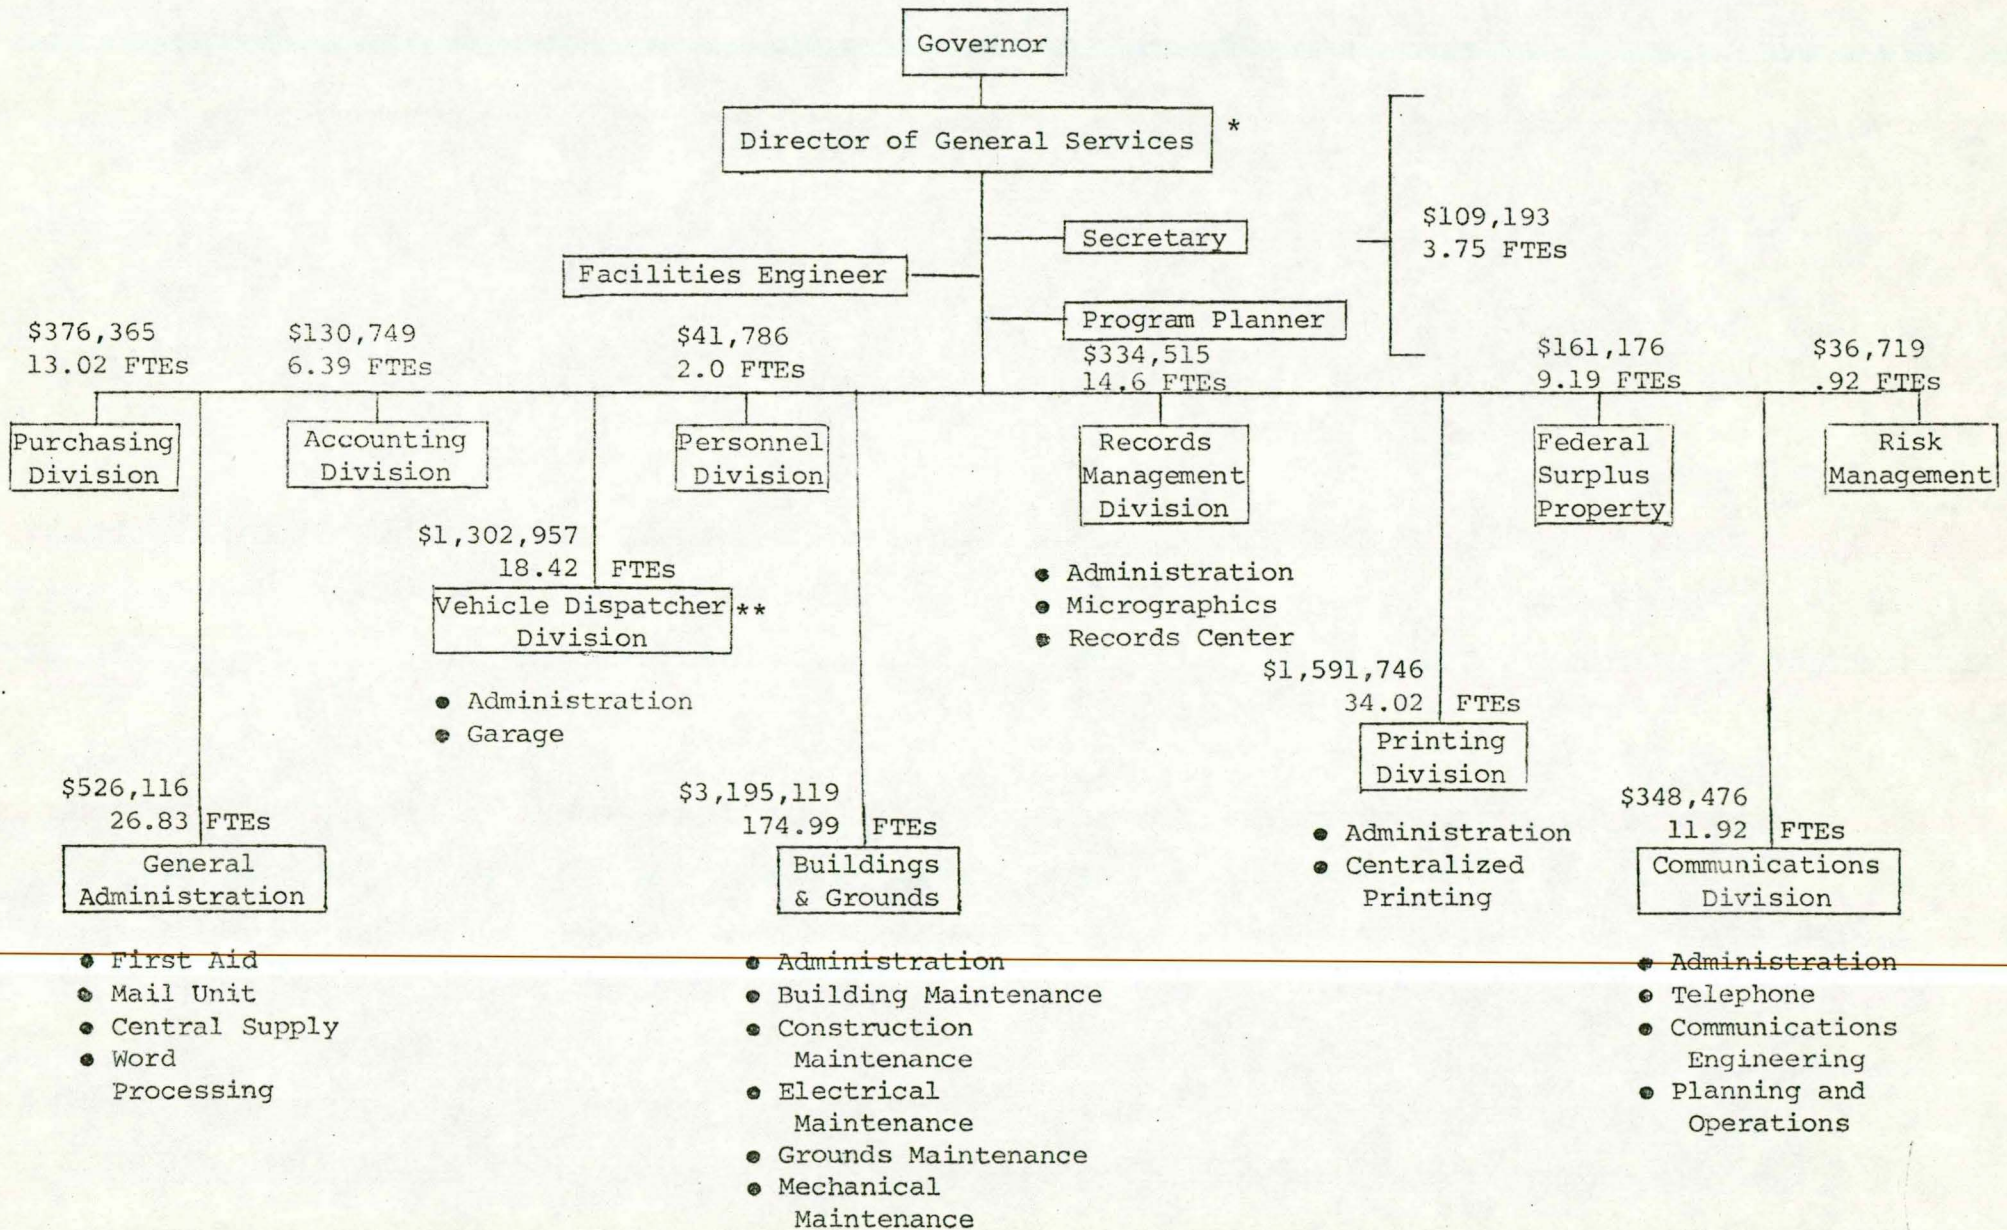 Governor
Director of General Services *
Secretary
$109,193
3.75 FTEs
Facilities Engineer
Program Planner
$376,365
13.02 FTEs
$130,749
6.39 FTEs
$41,786
2.0 FTEs
$334,515
14.6 FTEs
$161,176
9.19 FTEs
$36,719
.92 FTEs
Purchasing
Division
Accounting
Division
Personnel
Division
Records
Management
Division
Federal
Surplus
Property
Risk
Management
$1,302,957
18.42 FTEs
Vehicle Dispatcher **
Division
• Administration
• Garage
• Administration
• Micrographics
• Records Center
$1,591,746
34.02 FTEs
Printing
Division
• Administration
• Centralized
Printing
$526,116
26.83 FTEs
General
Administration
• First Aid
• Mail Unit
• Central Supply
• Word
Processing
$3,195,119
174.99 FTEs
Buildings
& Grounds
• Administration
• Building Maintenance
• Construction
Maintenance
• Electrical
Maintenance
• Grounds Maintenance
• Mechanical
Maintenance
$348,476
11.92 FTEs
Communications
Division
• Administration
• Telephone
• Communications
Engineering
• Planning and
Operations